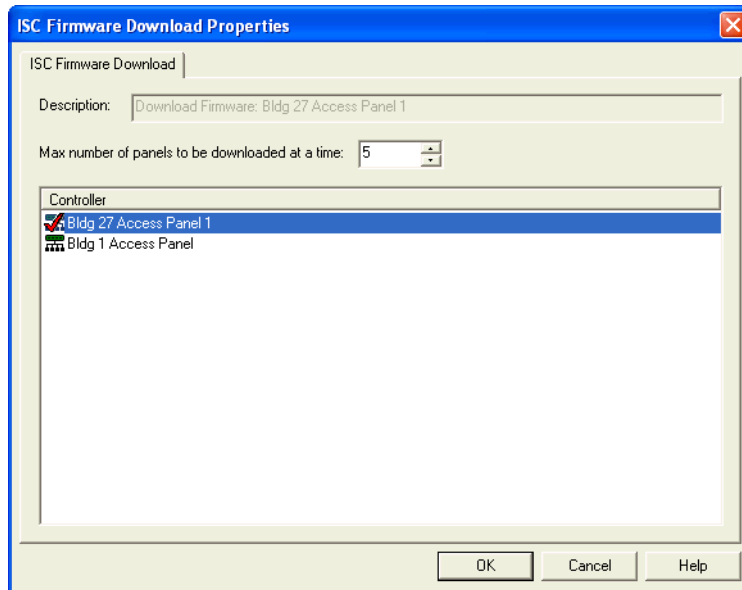 ISC Firmware Download Properties
ISC Firmware Download
Description: Download Firmware: Bldg 27 Access Panel 1
Max number of panels to be downloaded at a time: 5
Controller
Bldg 27 Access Panel 1
Bldg 1 Access Panel
OK Cancel Help